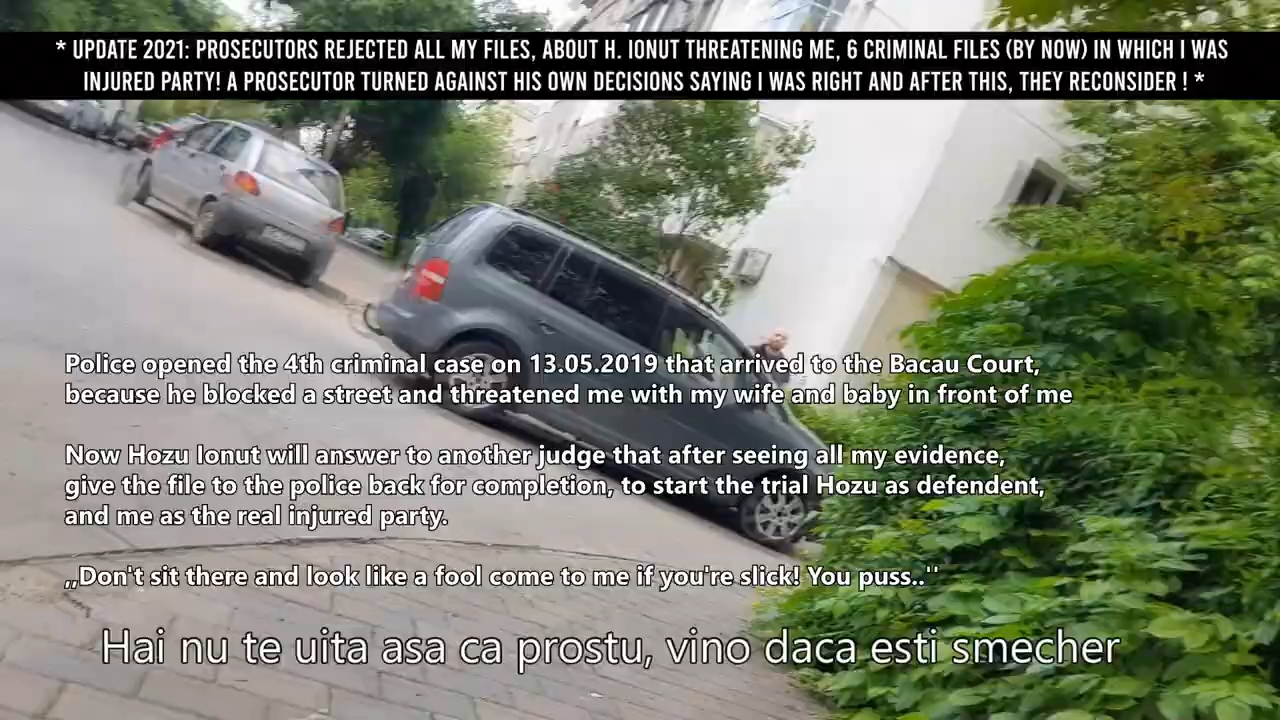 * UPDATE 2021: PROSECUTORS REJECTED ALL MY FILES, ABOUT H. IONUT THREATENING ME, 6 CRIMINAL FILES (BY NOW) IN WHICH I WAS
INJURED PARTY! A PROSECUTOR TURNED AGAINST HIS OWN DECISIONS SAYING I WAS RIGHT AND AFTER THIS, THEY RECONSIDER ! *
Police opened the 4th criminal case on 13.05.2019 that arrived to the Bacau Court,
because he blocked a street and threatened me with my wife and baby in front of me
Now Hozu Ionut will answer to another judge that after seeing all my evidence,
give the file to the police back for completion, to start the trial Hozu as defendent,
and me as the real injured party.
,,Don't sit there and look like a fool come to me if you're slick! You puss..''
Hai nu te uita asa ca prostu, vino daca esti smecher